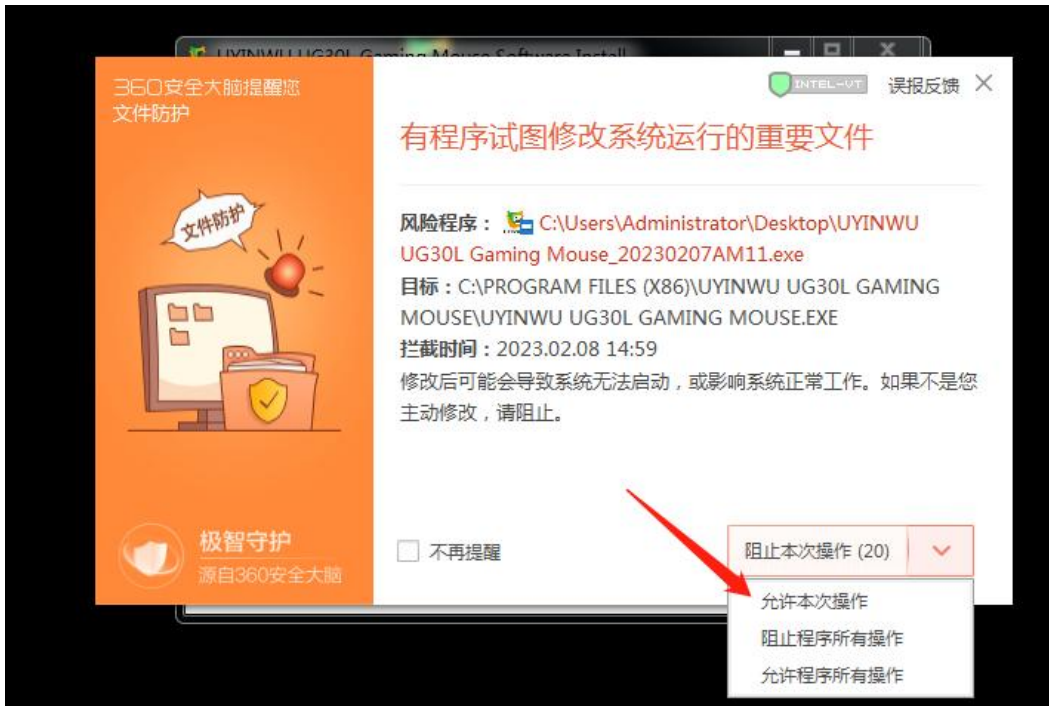 UYINWU UG30L Gaming Mouse Software Install
360安全大脑提醒您
文件防护
INTEL-VT
误报反馈
有程序试图修改系统运行的重要文件
文件防护
风险程序： C:\Users\Administrator\Desktop\UYINWU
UG30L Gaming Mouse_20230207AM11.exe
目标：C:\PROGRAM FILES (X86)\UYINWU UG30L GAMING
MOUSE\UYINWU UG30L GAMING MOUSE.EXE
拦截时间：2023.02.08 14:59
修改后可能会导致系统无法启动，或影响系统正常工作。如果不是您
主动修改，请阻止。
极智守护
源自360安全大脑
不再提醒
阻止本次操作 (20)
允许本次操作
阻止程序所有操作
允许程序所有操作